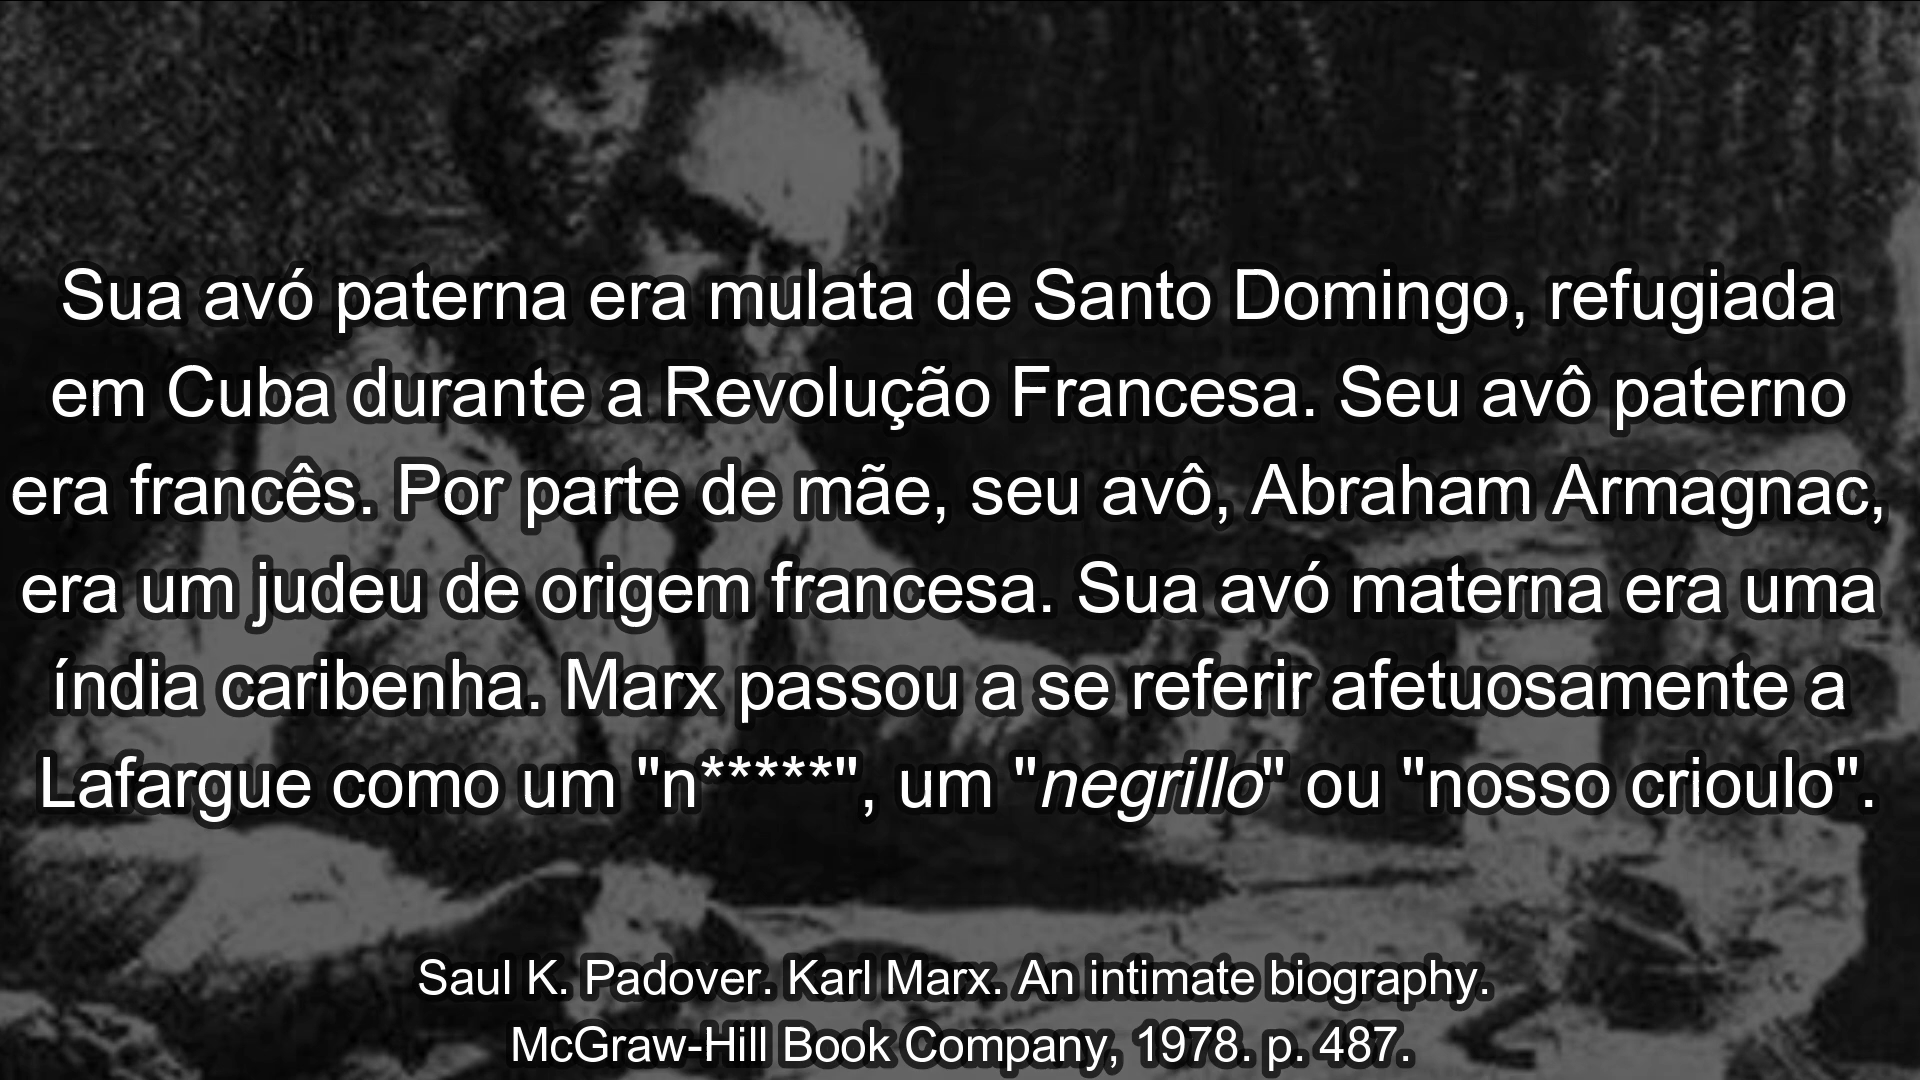 Sua avó paterna era mulata de Santo Domingo, refugiada
em Cuba durante a Revolução Francesa. Seu avô paterno
era francês. Por parte de mãe, seu avô, Abraham Armagnac,
era um judeu de origem francesa. Sua avó materna era uma
índia caribenha. Marx passou a se referir afetuosamente a
Lafargue como um "n*****", um "negrillo" ou "nosso crioulo".
Saul K. Padover. Karl Marx. An intimate biography.
McGraw-Hill Book Company, 1978. p. 487.